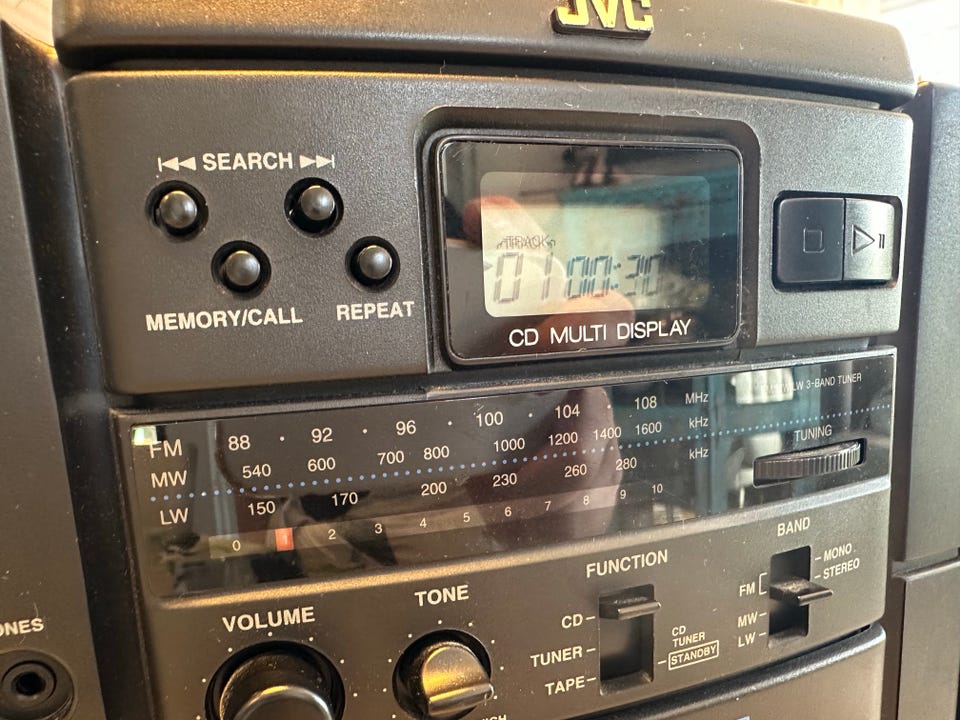 JVC
SEARCH
MEMORY/CALL
REPEAT
TRACK
01 00:30
CD MULTI DISPLAY
LW 3-BAND TUNER
FM 88 · 92 · 96 · 100 · 104 · 108 MHz
MW 540 600 700 800 1000 1200 1400 1600 kHz
LW 150 170 200 230 260 280 kHz
0 1 2 3 4 5 6 7 8 9 10
TUNING
VOLUME
TONE
FUNCTION
CD
TUNER
TAPE
CD
TUNER
STANDBY
BAND
MONO
STEREO
FM
MW
LW